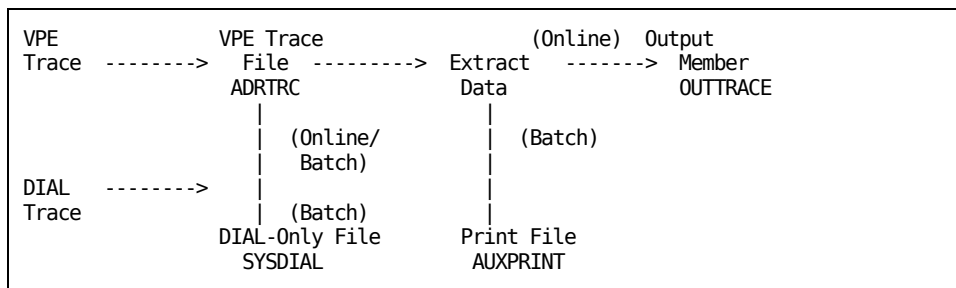 VPE                VPE Trace                     (Online)  Output
Trace  -------->     File  --------->  Extract   ------->  Member
                    ADRTRC              Data               OUTTRACE
                      |                   |
                      |  (Online/         |  (Batch)
                      |   Batch)          |
DIAL   -------->      |                   |
Trace                 |  (Batch)          |
                   DIAL-Only File       Print File
                     SYSDIAL             AUXPRINT